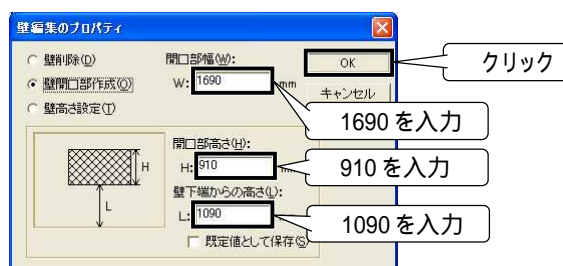 壁編集のプロパティ
壁削除(D)
壁開口部作成(O)
壁高さ設定(T)
開口部幅(W):
W: 1690 mm
OK
キャンセル
クリック
1690 を入力
開口部高さ(H):
H: 910
910 を入力
壁下端からの高さ(L):
L: 1090
1090 を入力
既定値として保存(S)
H
L